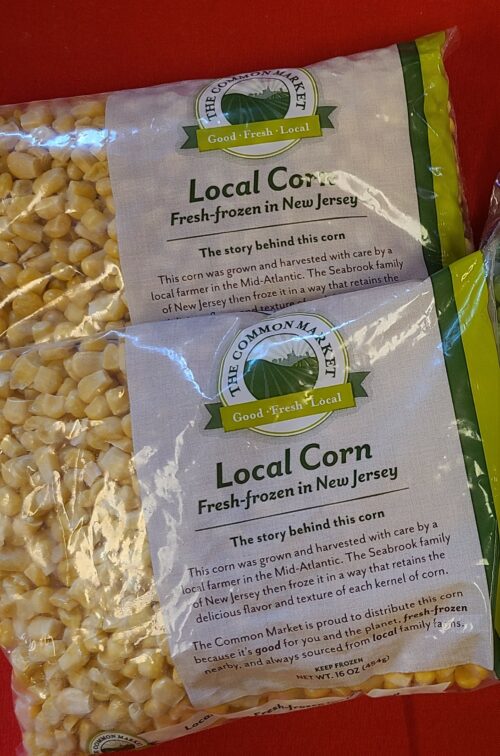 THE COMMON MARKET
Good · Fresh · Local
Local Corn
Fresh-frozen in New Jersey
The story behind this corn
This corn was grown and harvested with care by a
local farmer in the Mid-Atlantic. The Seabrook family
of New Jersey then froze it in a way that retains the
THE COMMON MARKET
Good · Fresh · Local
Local Corn
Fresh-frozen in New Jersey
The story behind this corn
This corn was grown and harvested with care by a
local farmer in the Mid-Atlantic. The Seabrook family
of New Jersey then froze it in a way that retains the
delicious flavor and texture of each kernel of corn.
The Common Market is proud to distribute this corn
because it's good for you and the planet, fresh-frozen
nearby, and always sourced from local family farms.
KEEP FROZEN
NET WT. 16 OZ (454g)
THE COMMON MARKET